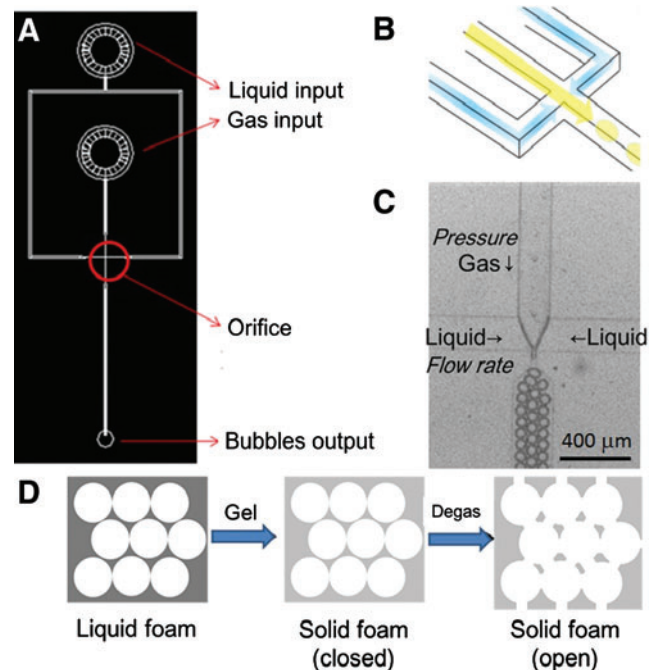 A
Liquid input
Gas input
Orifice
Bubbles output
B
C
Pressure
Gas ↓
Liquid→ ←Liquid
Flow rate
400 µm
D
Gel
Degas
Liquid foam
Solid foam
(closed)
Solid foam
(open)